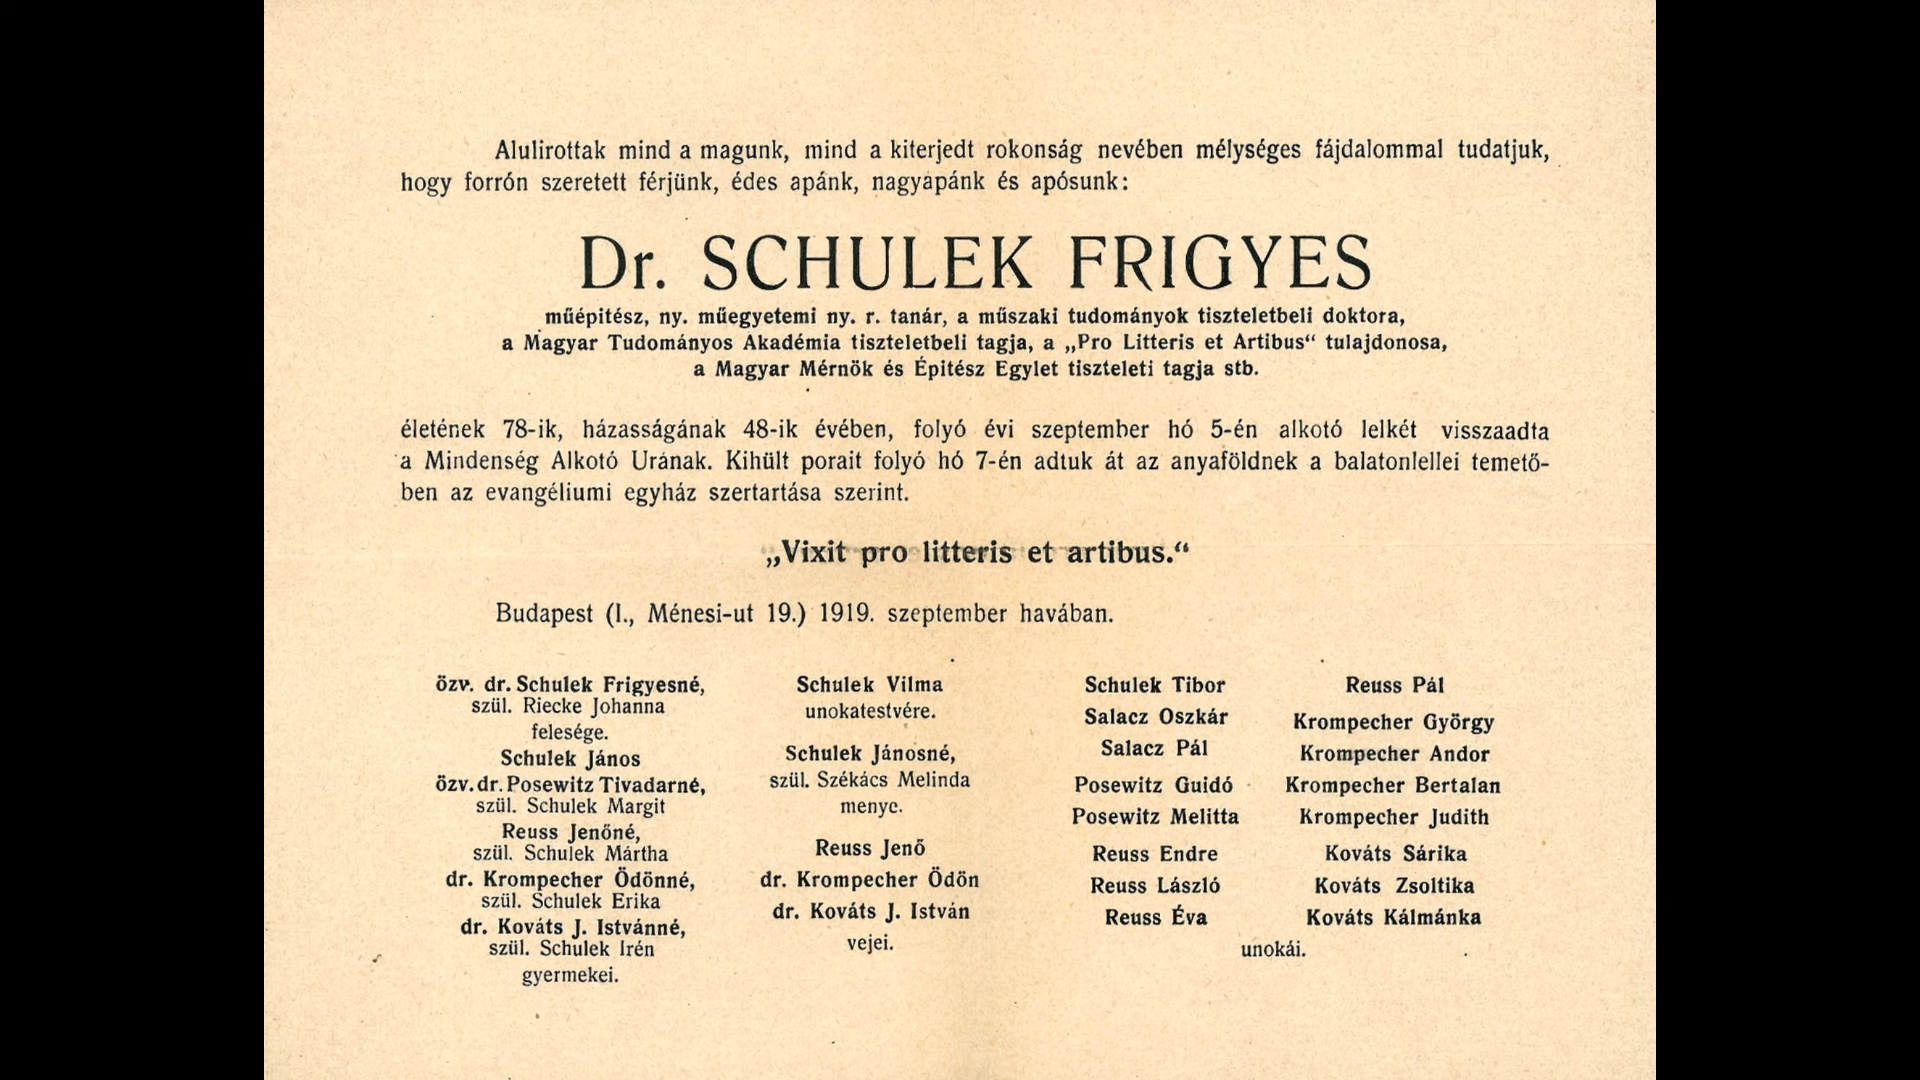 Alulirottak mind a magunk, mind a kiterjedt rokonság nevében mélységes fájdalommal tudatjuk,
hogy forrón szeretett férjünk, édes apánk, nagyapánk és apósunk:
Dr. SCHULEK FRIGYES
műépitész, ny. műegyetemi ny. r. tanár, a műszaki tudományok tiszteletbeli doktora,
a Magyar Tudományos Akadémia tiszteletbeli tagja, a „Pro Litteris et Artibus“ tulajdonosa,
a Magyar Mérnök és Épitész Egylet tiszteleti tagja stb.
életének 78-ik, házasságának 48-ik évében, folyó évi szeptember hó 5-én alkotó lelkét visszaadta
a Mindenség Alkotó Urának. Kihült porait folyó hó 7-én adtuk át az anyaföldnek a balatonlellei temető-
ben az evangéliumi egyház szertartása szerint.
„Vixit pro litteris et artibus.“
Budapest (I., Ménesi-ut 19.) 1919. szeptember havában.
özv. dr. Schulek Frigyesné,
szül. Riecke Johanna
felesége.
Schulek János
özv. dr. Posewitz Tivadarné,
szül. Schulek Margit
Reuss Jenőné,
szül. Schulek Mártha
dr. Krompecher Ödönné,
szül. Schulek Erika
dr. Kováts J. Istvánné,
szül. Schulek Irén
gyermekei.
Schulek Vilma
unokatestvére.
Schulek Jánosné,
szül. Székács Melinda
menye.
Reuss Jenő
dr. Krompecher Ödön
dr. Kováts J. István
vejei.
Schulek Tibor
Salacz Oszkár
Salacz Pál
Posewitz Guidó
Posewitz Melitta
Reuss Endre
Reuss László
Reuss Éva
Reuss Pál
Krompecher György
Krompecher Andor
Krompecher Bertalan
Krompecher Judith
Kováts Sárika
Kováts Zsoltika
Kováts Kálmánka
unokái.